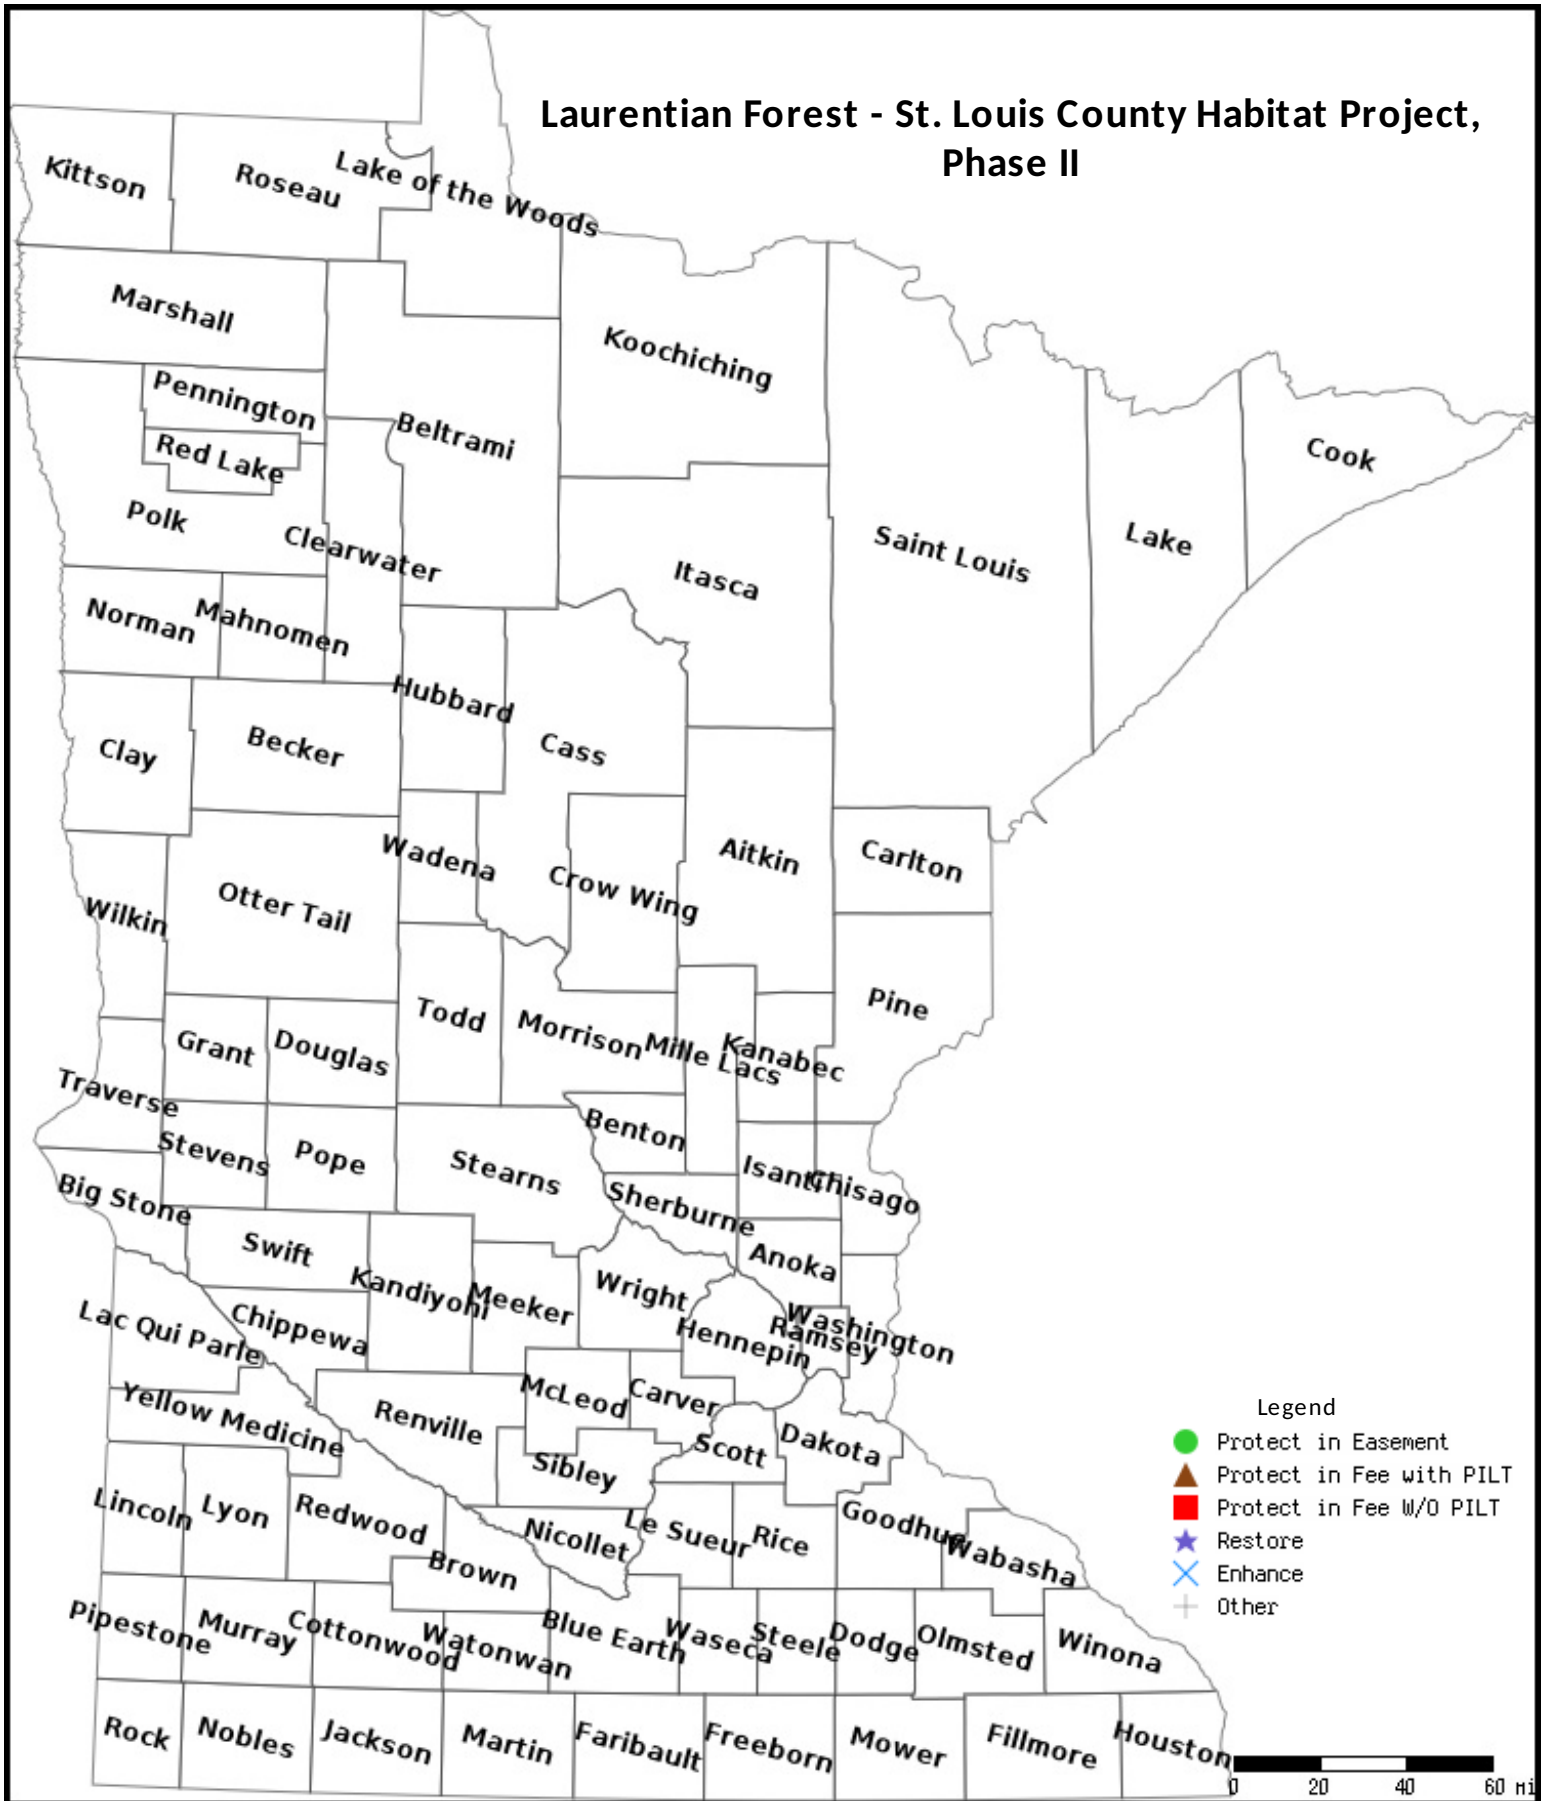 Laurentian Forest - St. Louis County Habitat Project,
Phase II
Kittson
Roseau
Lake of the Woods
Marshall
Koochiching
Pennington
Beltrami
Red Lake
Cook
Polk
Clearwater
Saint Louis
Lake
Itasca
Norman
Mahnomen
Hubbard
Clay
Becker
Cass
Wadena
Aitkin
Carlton
Otter Tail
Crow Wing
Wilkin
Pine
Todd
Morrison
Grant
Douglas
Mille Lacs
Kanabec
Traverse
Benton
Stevens
Pope
Stearns
Isanti
Chisago
Big Stone
Sherburne
Swift
Anoka
Kandiyohi
Meeker
Wright
Lac Qui Parle
Chippewa
Hennepin
Ramsey
Washington
McLeod
Carver
Yellow Medicine
Renville
Scott
Dakota
Sibley
Lincoln
Lyon
Redwood
Nicollet
Le Sueur
Rice
Goodhue
Wabasha
Brown
Pipestone
Murray
Cottonwood
Watonwan
Blue Earth
Waseca
Steele
Dodge
Olmsted
Winona
Rock
Nobles
Jackson
Martin
Faribault
Freeborn
Mower
Fillmore
Houston
Legend
Protect in Easement
Protect in Fee with PILT
Protect in Fee W/O PILT
Restore
Enhance
Other
0 20 40 60 mi